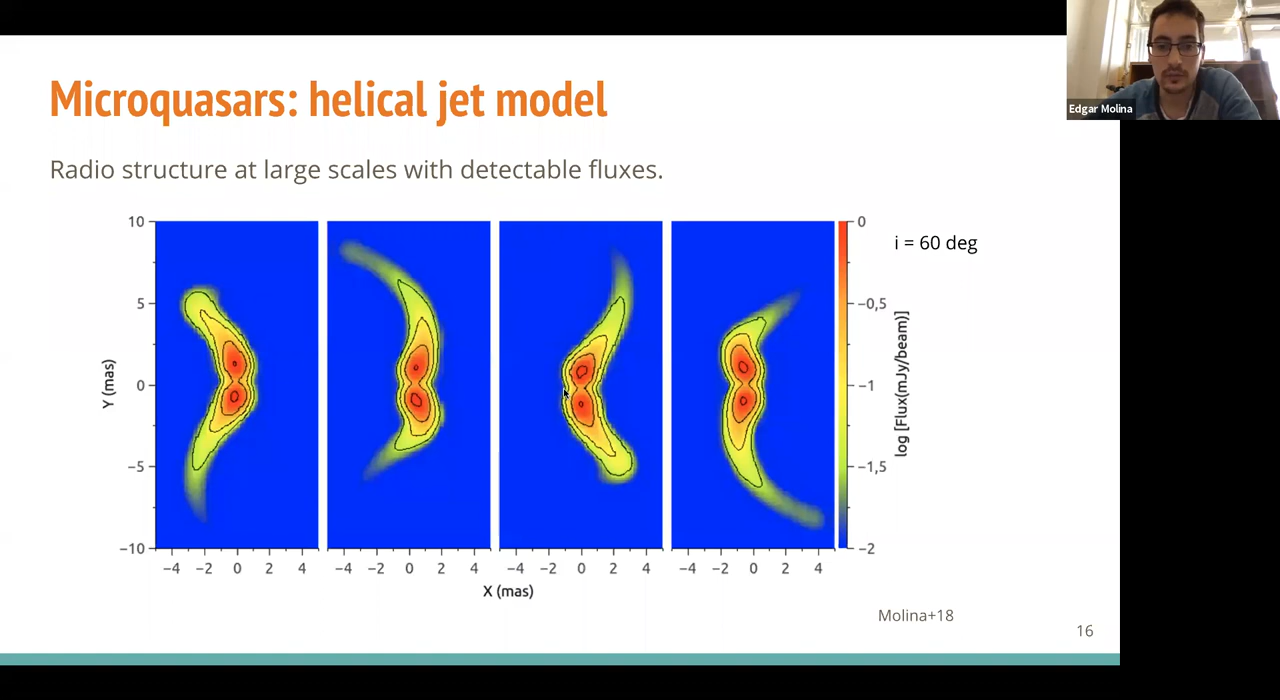 Edgar Molina
Microquasars: helical jet model
Radio structure at large scales with detectable fluxes.
10
5
0
−5
−10
Y (mas)
−4 −2 0 2 4
−4 −2 0 2 4
−4 −2 0 2 4
−4 −2 0 2 4
X (mas)
0
−0,5
−1
−1,5
−2
log [Flux(mJy/beam)]
i = 60 deg
Molina+18
16